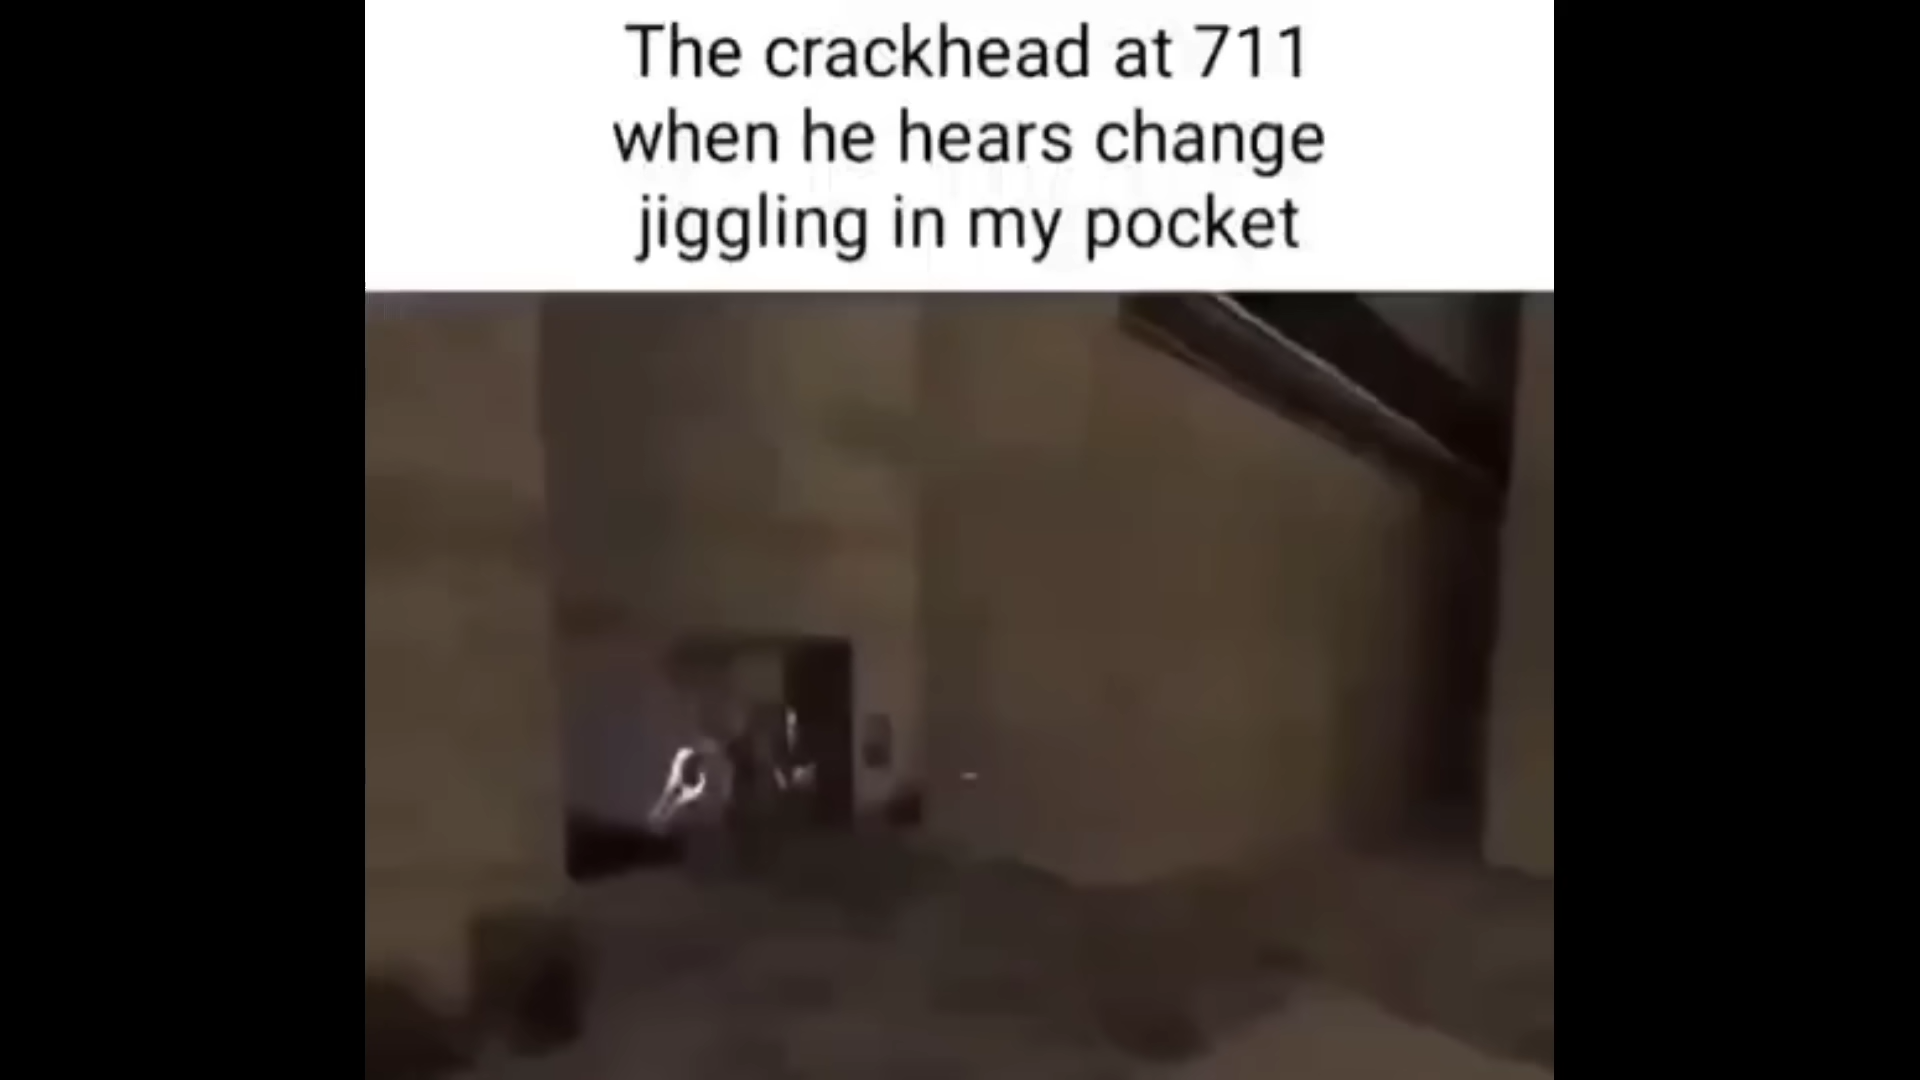 The crackhead at 711
when he hears change
jiggling in my pocket